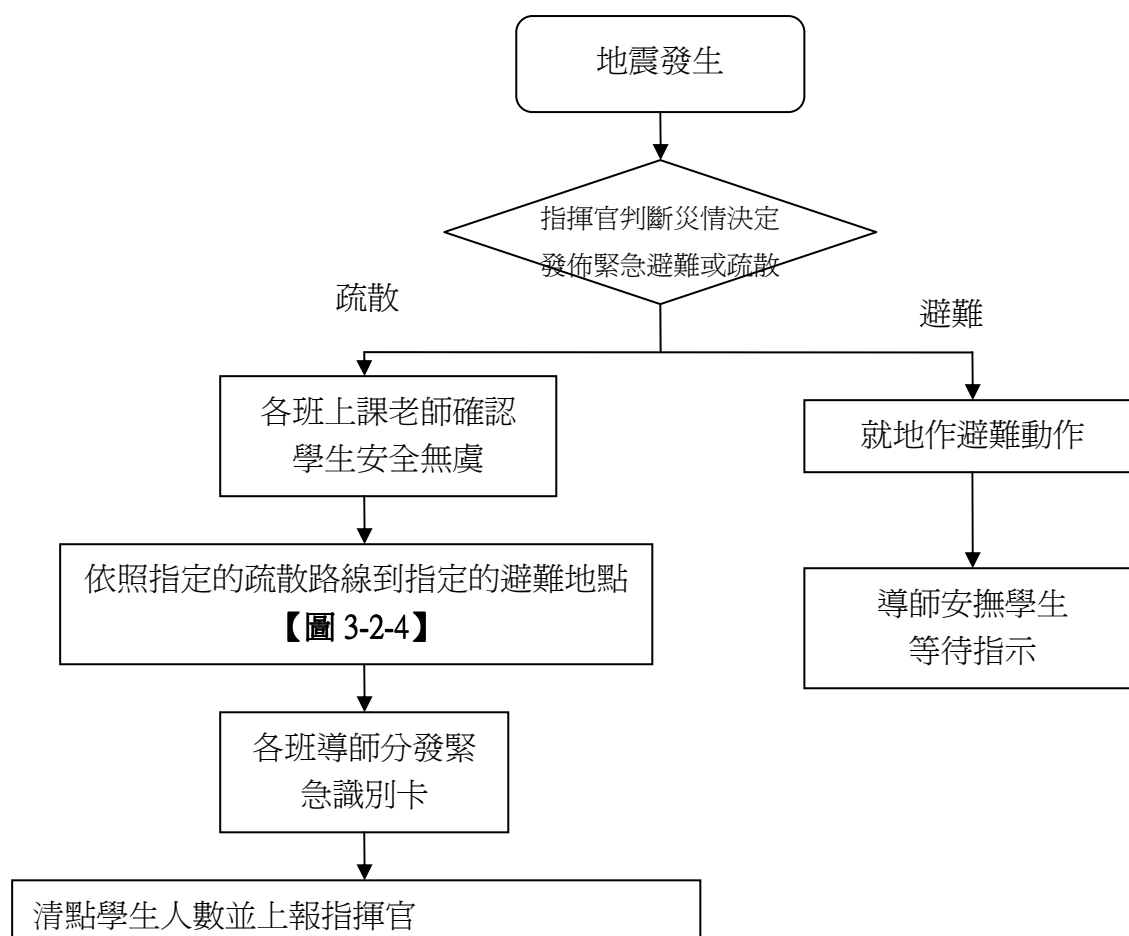 地震發生
指揮官判斷災情決定
發佈緊急避難或疏散
疏散
避難
各班上課老師確認
學生安全無虞
就地作避難動作
依照指定的疏散路線到指定的避難地點
【圖 3-2-4】
導師安撫學生
等待指示
各班導師分發緊
急識別卡
清點學生人數並上報指揮官